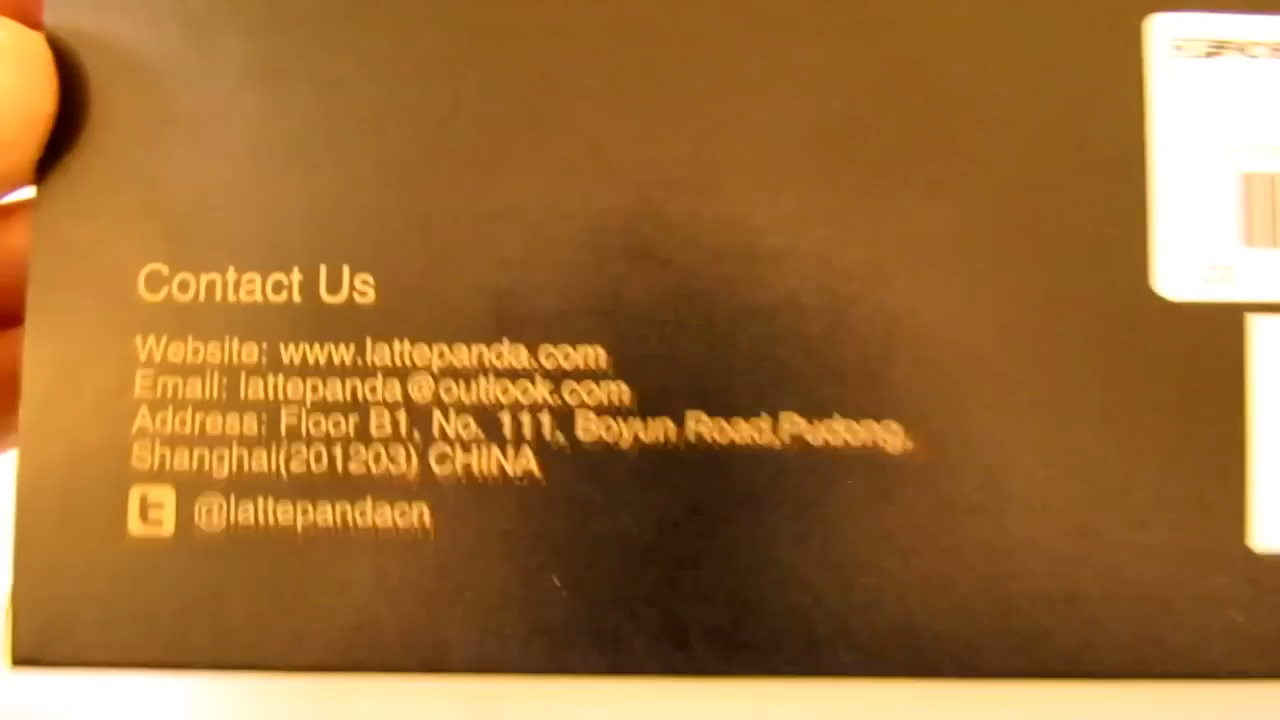 Contact Us
Website: www.lattepanda.com
Email: lattepanda@outlook.com
Address: Floor B1, No. 111, Boyun Road,Pudong,
Shanghai(201203) CHINA
@lattepandacn